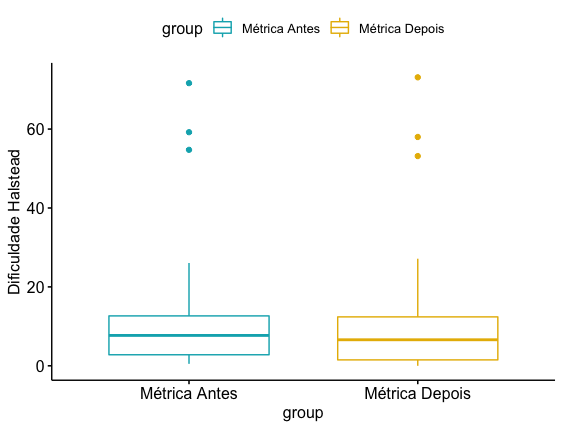 group Métrica Antes Métrica Depois
Dificuldade Halstead
60
40
20
0
Métrica Antes Métrica Depois
group